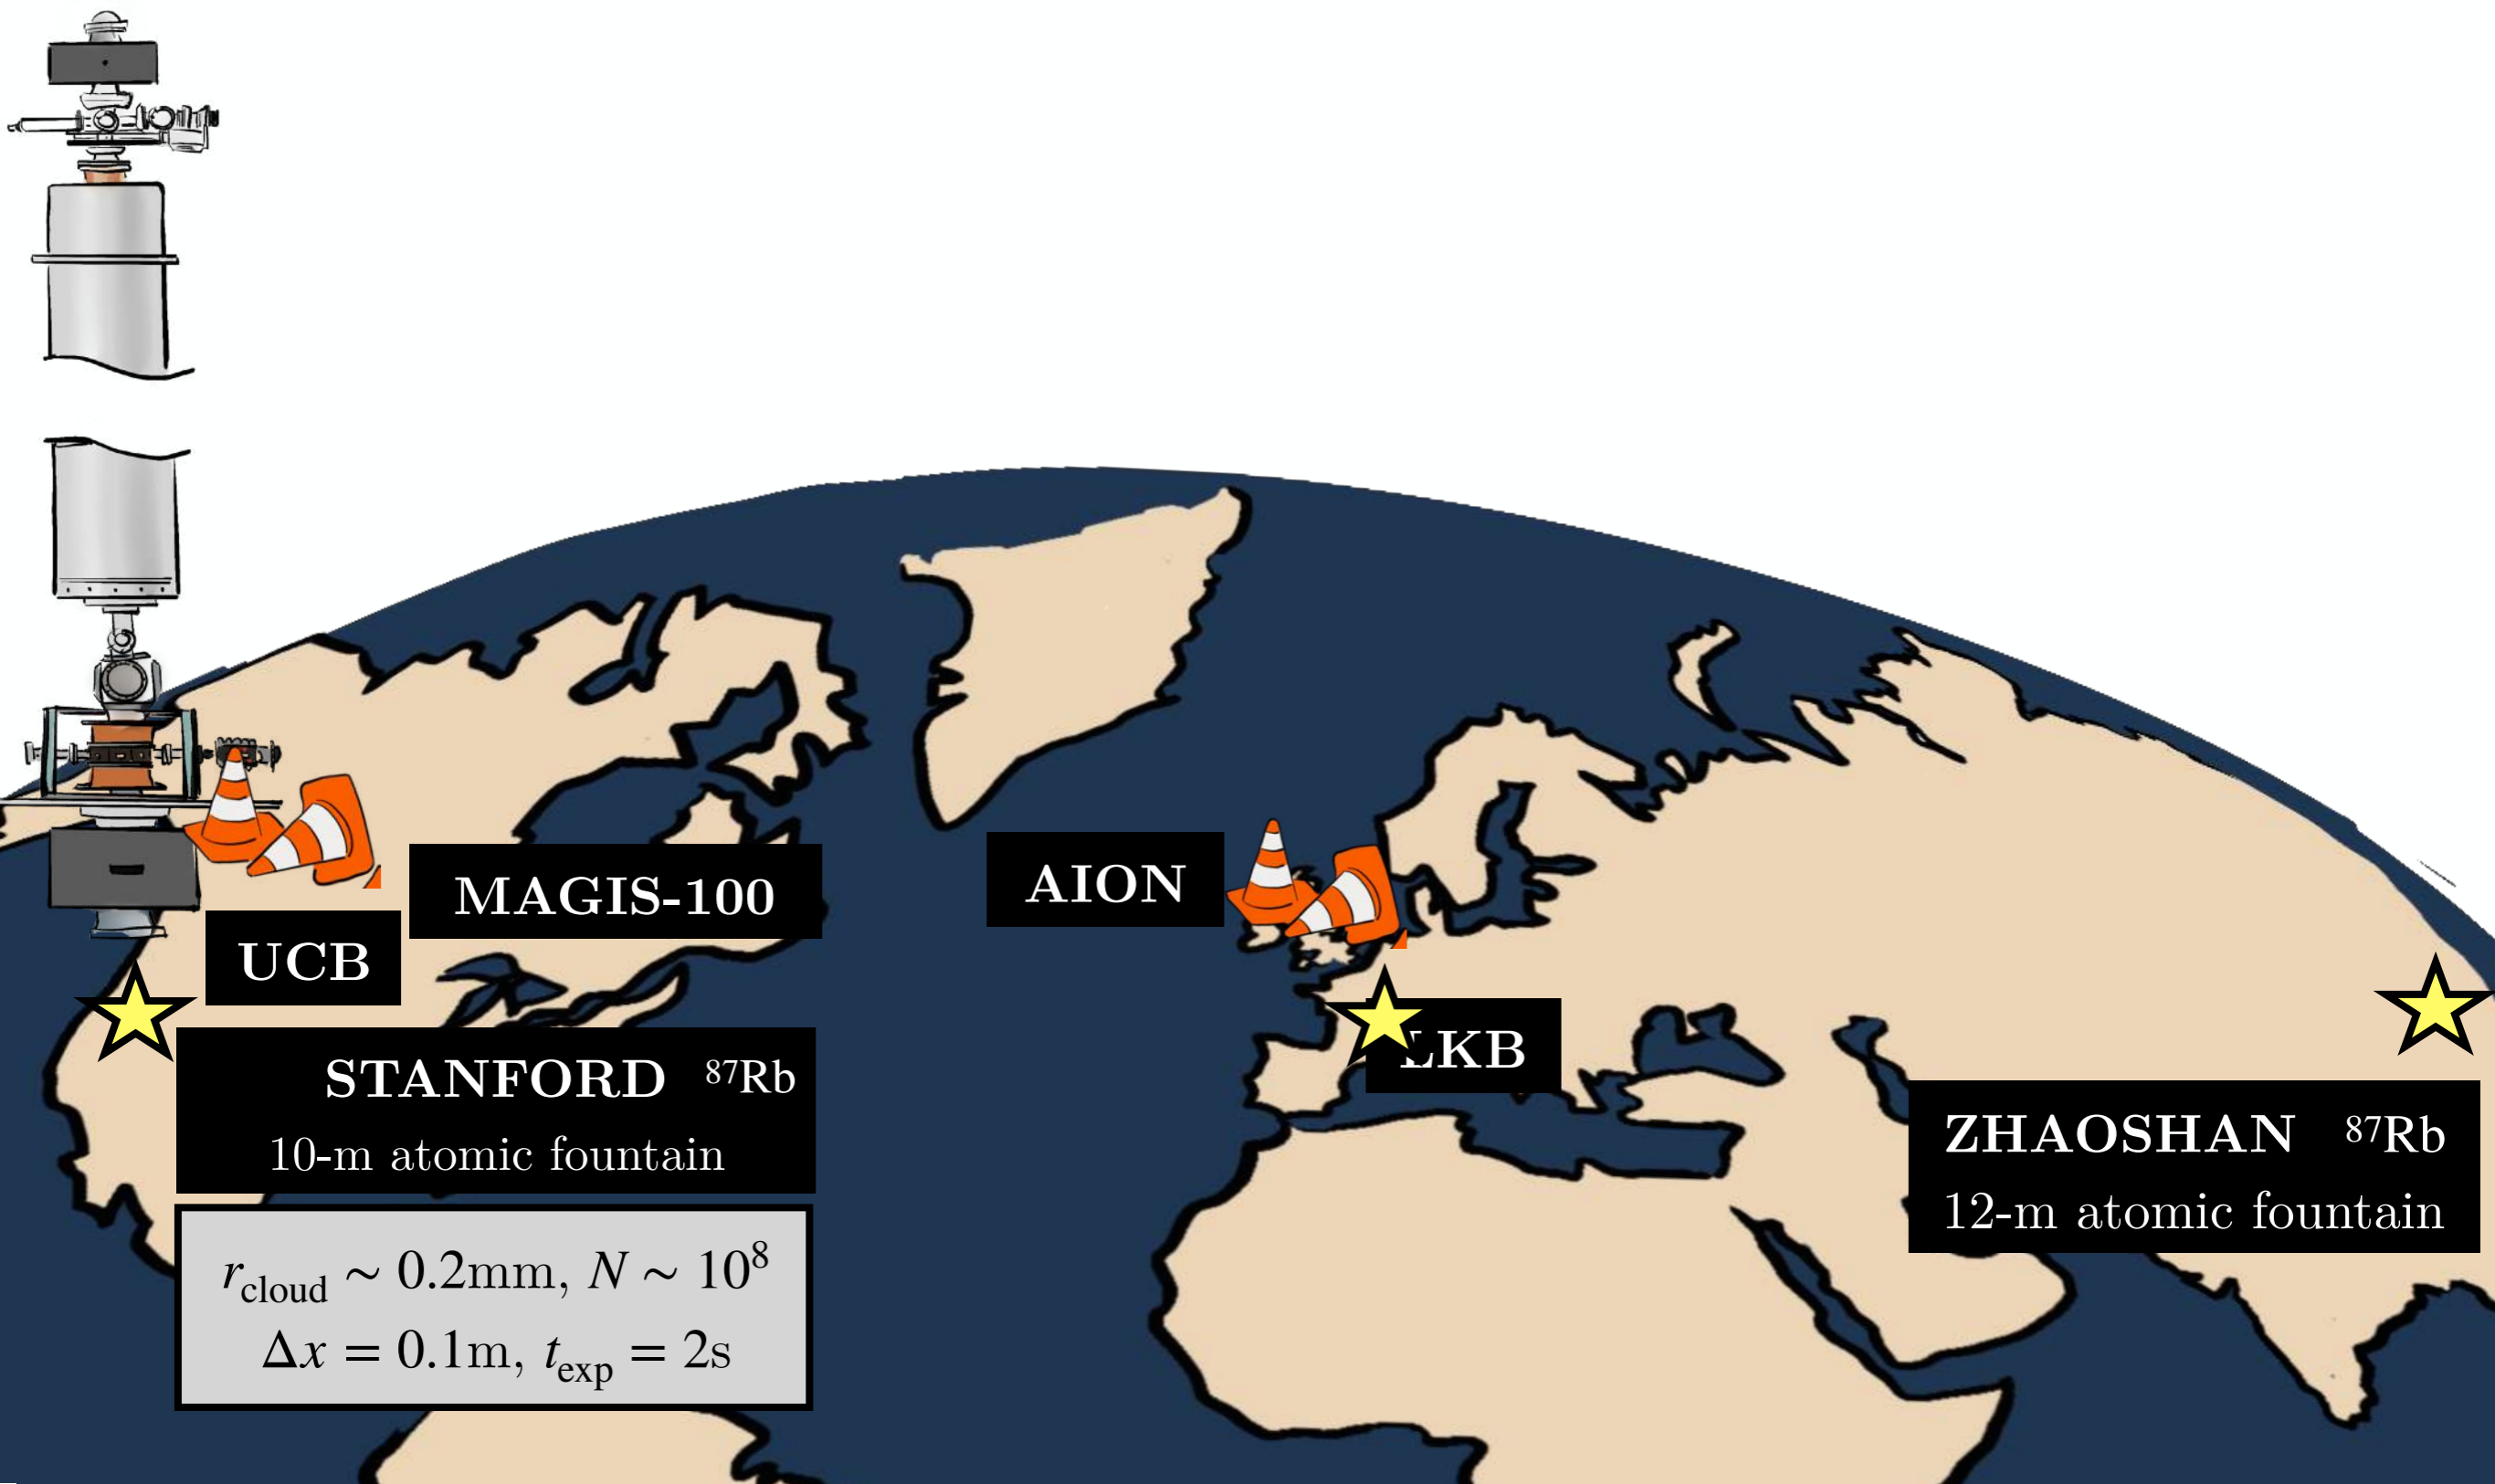 MAGIS-100
AION
UCB
LKB
STANFORD ⁸⁷Rb
10-m atomic fountain
r_cloud ∼ 0.2mm, N ∼ 10⁸
Δx = 0.1m, t_exp = 2s
ZHAOSHAN ⁸⁷Rb
12-m atomic fountain